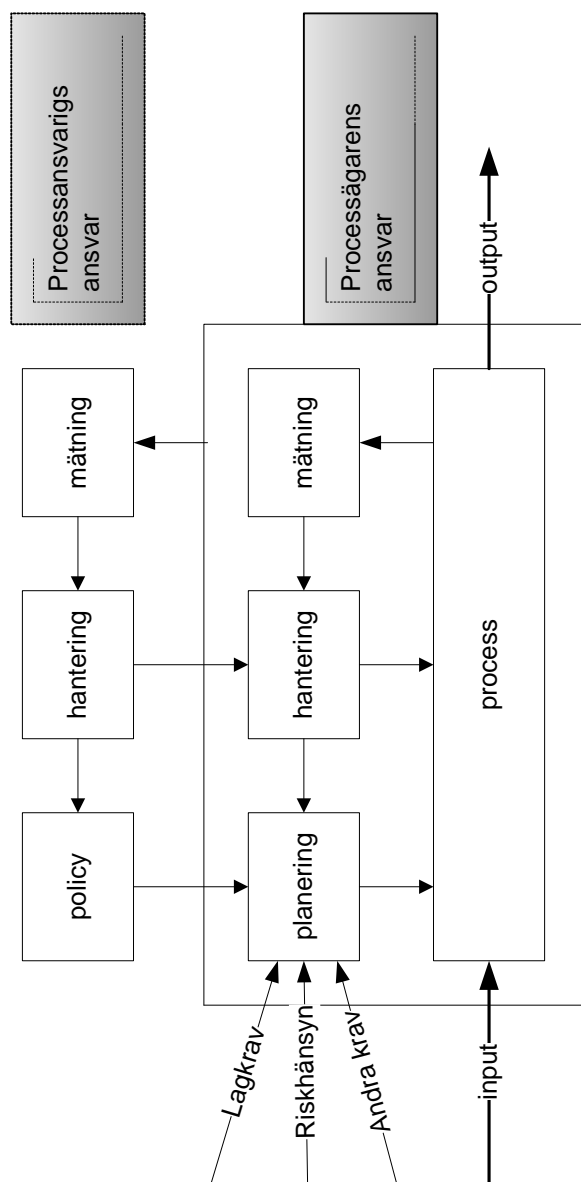 policy
hantering
mätning
Processansvarigs
ansvar
Lagkrav
Riskhänsyn
Andra krav
planering
hantering
mätning
Processägarens
ansvar
input
process
output